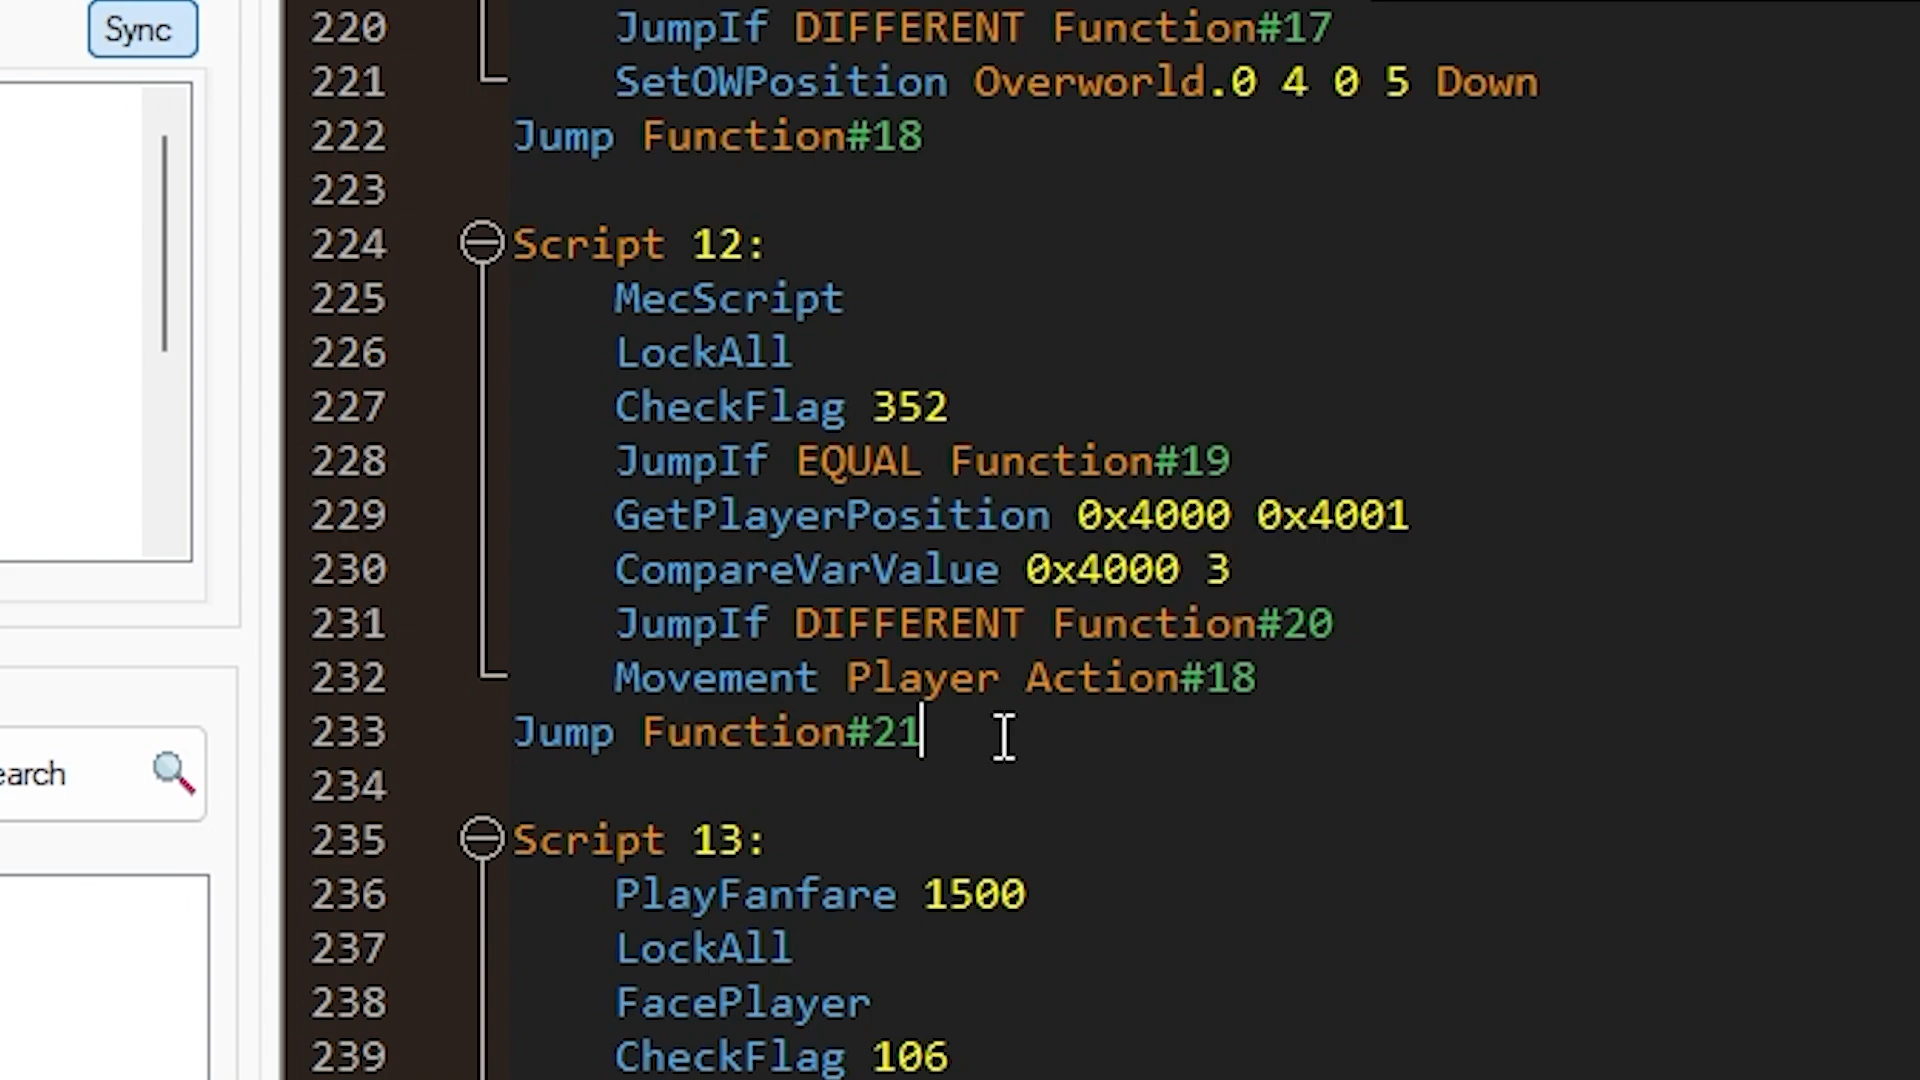 Sync
earch
220 JumpIf DIFFERENT Function#17
221 SetOWPosition Overworld.0 4 0 5 Down
222 Jump Function#18
223
224 Script 12:
225 MecScript
226 LockAll
227 CheckFlag 352
228 JumpIf EQUAL Function#19
229 GetPlayerPosition 0x4000 0x4001
230 CompareVarValue 0x4000 3
231 JumpIf DIFFERENT Function#20
232 Movement Player Action#18
233 Jump Function#21
234
235 Script 13:
236 PlayFanfare 1500
237 LockAll
238 FacePlayer
239 CheckFlag 106